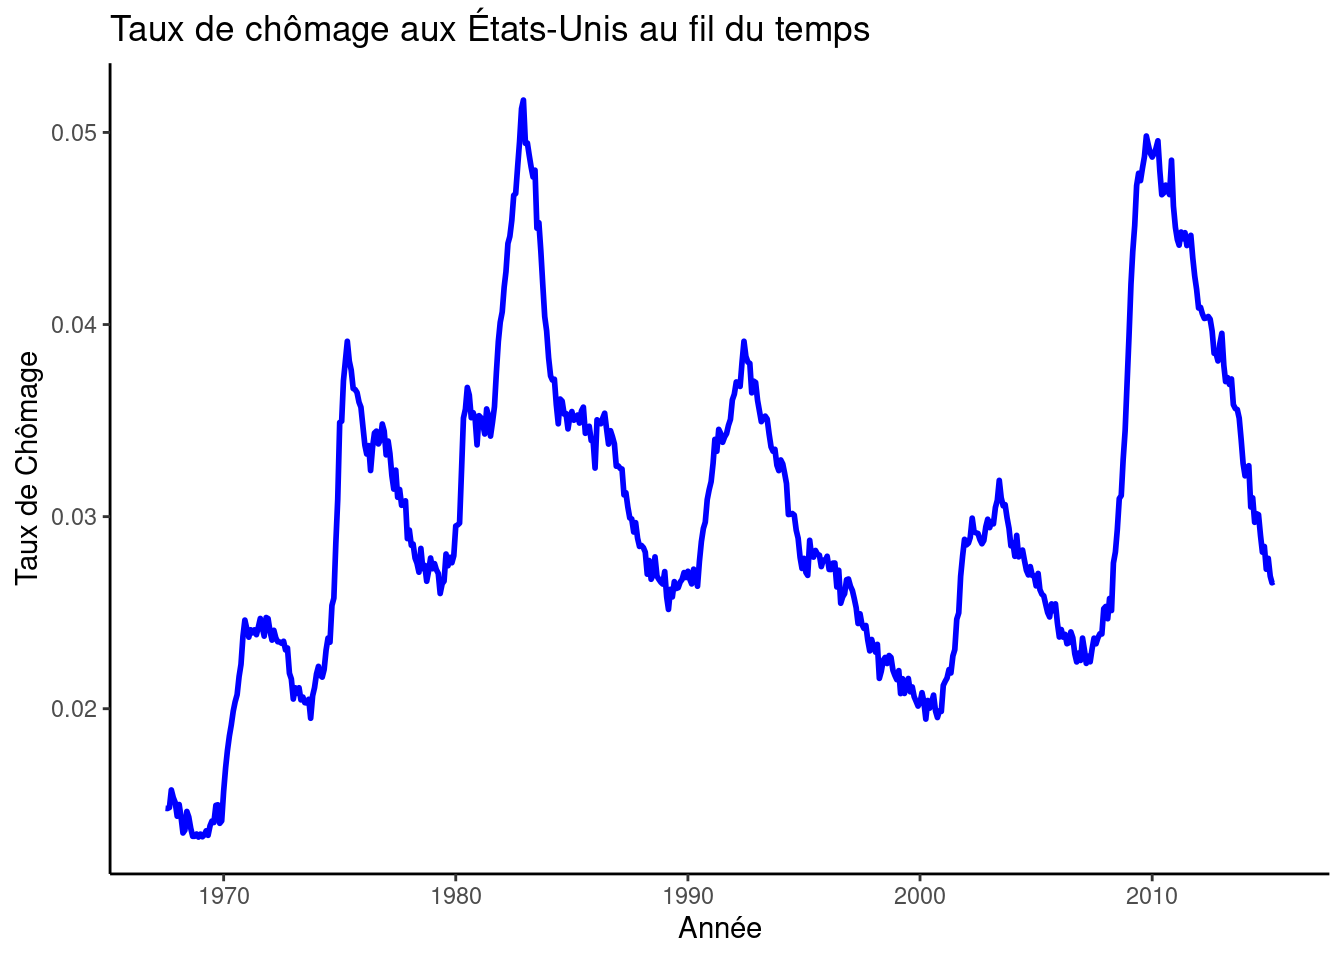 Taux de chômage aux États-Unis au fil du temps
0.05
0.04
0.03
0.02
Taux de Chômage
1970 1980 1990 2000 2010
Année